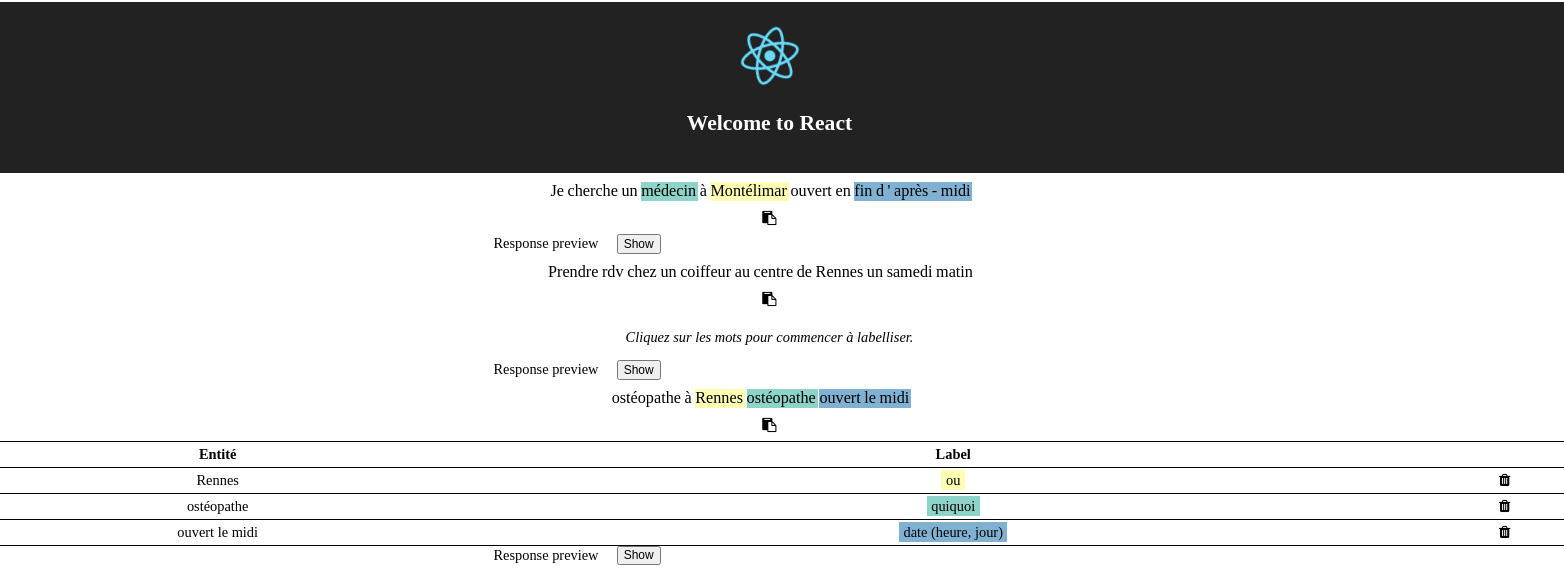 Welcome to React
Je cherche un médecin à Montélimar ouvert en fin d ' après - midi
Response preview Show
Prendre rdv chez un coiffeur au centre de Rennes un samedi matin
Cliquez sur les mots pour commencer à labelliser.
Response preview Show
ostéopathe à Rennes ostéopathe ouvert le midi
Entité Label
Rennes ou
ostéopathe quiquoi
ouvert le midi date (heure, jour)
Response preview Show